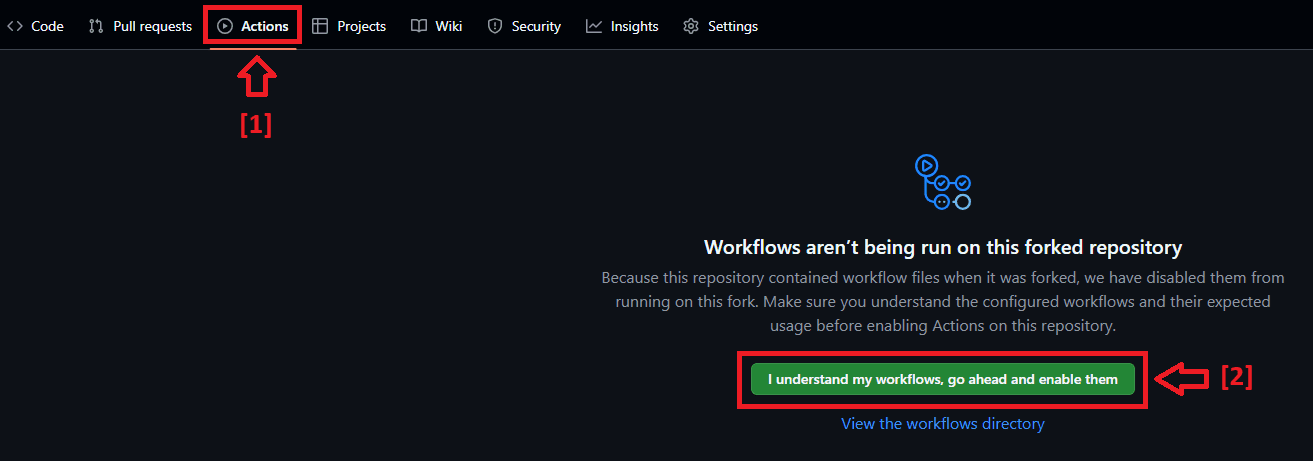 Code Pull requests Actions Projects Wiki Security Insights Settings
[1]
Workflows aren’t being run on this forked repository
Because this repository contained workflow files when it was forked, we have disabled them from
running on this fork. Make sure you understand the configured workflows and their expected
usage before enabling Actions on this repository.
I understand my workflows, go ahead and enable them
[2]
View the workflows directory